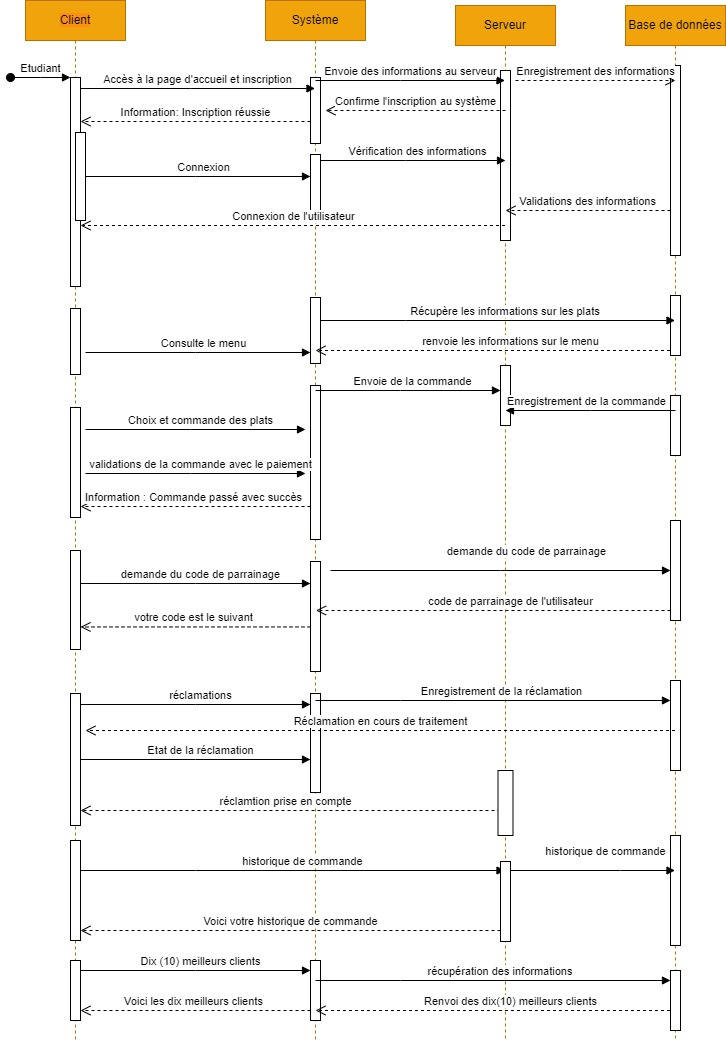 Client
Système
Serveur
Base de données
Etudiant
Accès à la page d'accueil et inscription
Envoie des informations au serveur
Enregistrement des informations
Information: Inscription réussie
Confirme l'inscription au système
Vérification des informations
Connexion
Validations des informations
Connexion de l'utilisateur
Récupère les informations sur les plats
Consulte le menu
renvoie les informations sur le menu
Envoie de la commande
Enregistrement de la commande
Choix et commande des plats
validations de la commande avec le paiement
Information : Commande passé avec succès
demande du code de parrainage
demande du code de parrainage
code de parrainage de l'utilisateur
votre code est le suivant
réclamations
Enregistrement de la réclamation
Réclamation en cours de traitement
Etat de la réclamation
réclamtion prise en compte
historique de commande
historique de commande
Voici votre historique de commande
Dix (10) meilleurs clients
récupération des informations
Voici les dix meilleurs clients
Renvoi des dix(10) meilleurs clients